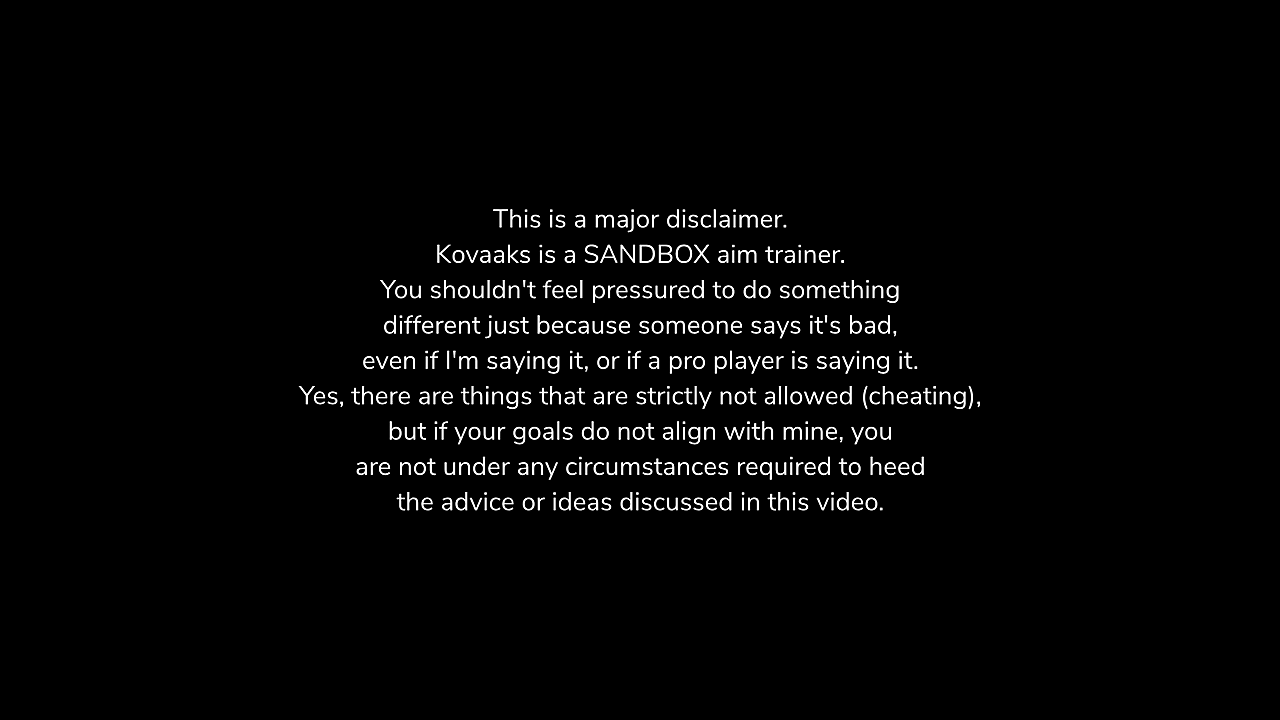 This is a major disclaimer.
Kovaaks is a SANDBOX aim trainer.
You shouldn't feel pressured to do something
different just because someone says it's bad,
even if I'm saying it, or if a pro player is saying it.
Yes, there are things that are strictly not allowed (cheating),
but if your goals do not align with mine, you
are not under any circumstances required to heed
the advice or ideas discussed in this video.